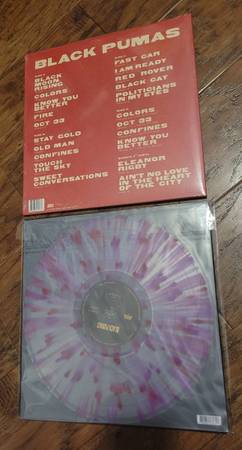 BLACK PUMAS
BLACK
MOON
RISING
COLORS
KNOW YOU
BETTER
FIRE
OCT 33
STAY GOLD
OLD MAN
CONFINES
TOUCH
THE SKY
SWEET
CONVERSATIONS
FAST CAR
I AM READY
RED ROVER
BLACK CAT
POLITICIANS
IN MY EYES
COLORS
OCT 33
CONFINES
KNOW YOU
BETTER
ELEANOR
RIGBY
AIN'T NO LOVE
IN THE HEART
OF THE CITY